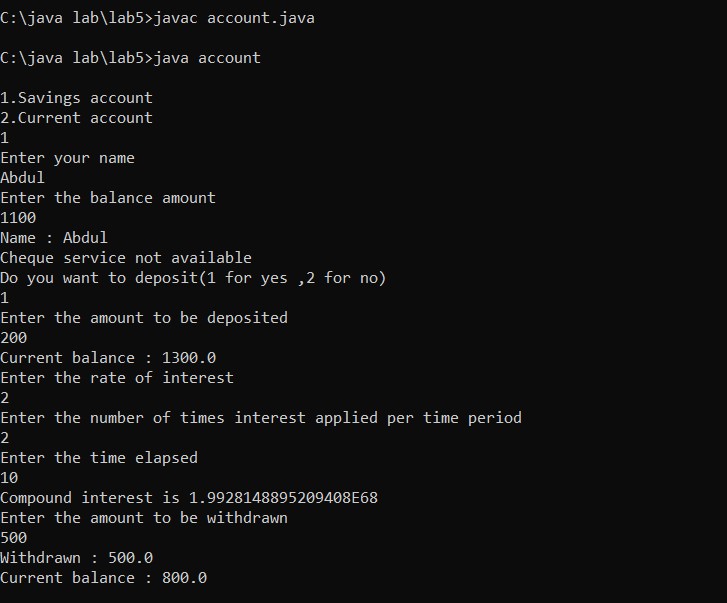 C:\java lab\lab5>javac account.java
C:\java lab\lab5>java account
1.Savings account
2.Current account
1
Enter your name
Abdul
Enter the balance amount
1100
Name : Abdul
Cheque service not available
Do you want to deposit(1 for yes ,2 for no)
1
Enter the amount to be deposited
200
Current balance : 1300.0
Enter the rate of interest
2
Enter the number of times interest applied per time period
2
Enter the time elapsed
10
Compound interest is 1.9928148895209408E68
Enter the amount to be withdrawn
500
Withdrawn : 500.0
Current balance : 800.0